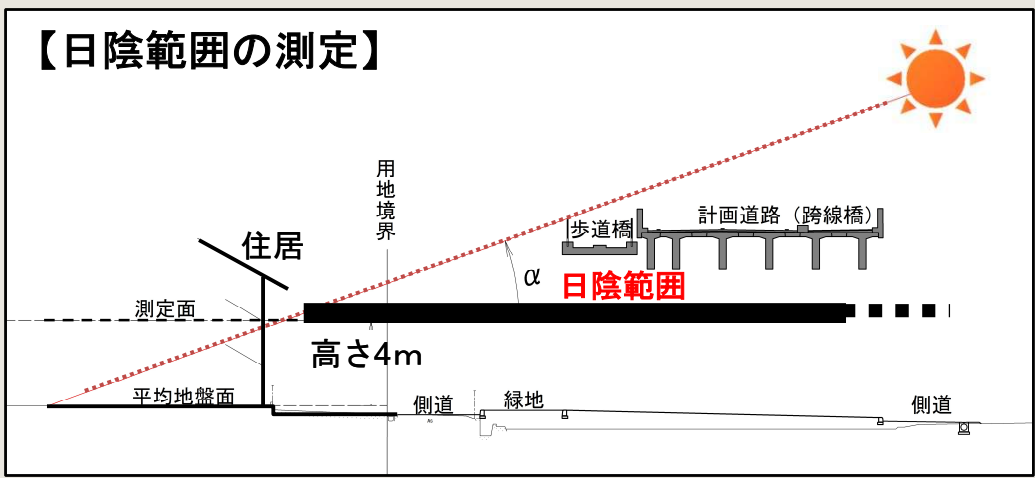 【日陰範囲の測定】
用地境界
計画道路（跨線橋）
歩道橋
住居
α
日陰範囲
測定面
高さ4m
平均地盤面
側道
緑地
側道